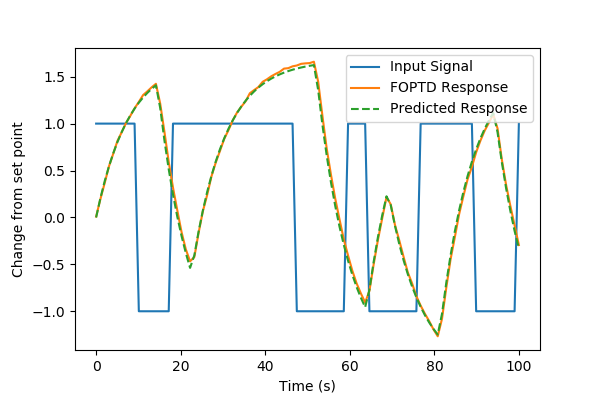 Input Signal
FOPTD Response
Predicted Response
Change from set point
1.5
1.0
0.5
0.0
−0.5
−1.0
0 20 40 60 80 100
Time (s)